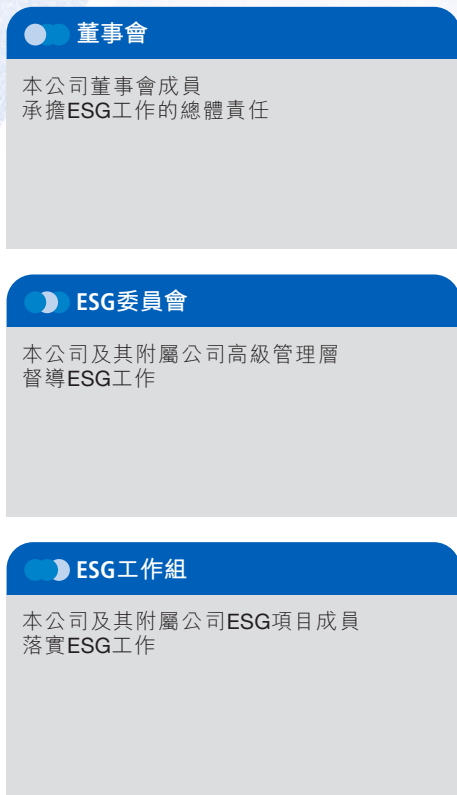 董事會
本公司董事會成員
承擔ESG工作的總體責任
ESG委員會
本公司及其附屬公司高級管理層
督導ESG工作
ESG工作組
本公司及其附屬公司ESG項目成員
落實ESG工作